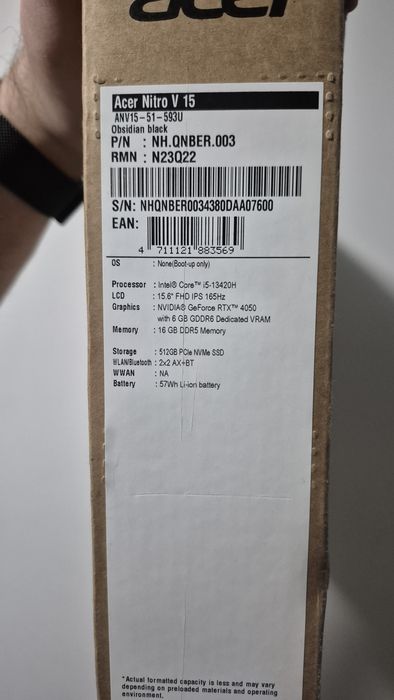 acer
Acer Nitro V 15
ANV15-51-593U
Obsidian black
P/N : NH.QNBER.003
RMN : N23Q22
S/N: NHQNBER0034380DAA07600
EAN:
4 711121 883569
OS : None(Boot-up only)
Processor : Intel® Core™ i5-13420H
LCD : 15.6" FHD IPS 165Hz
Graphics : NVIDIA® GeForce RTX™ 4050
with 6 GB GDDR6 Dedicated VRAM
Memory : 16 GB DDR5 Memory
Storage : 512GB PCIe NVMe SSD
WLAN/Bluetooth : 2x2 AX+BT
WWAN : NA
Battery : 57Wh Li-ion battery
*Actual formatted capacity is less and may vary
depending on preloaded materials and operating
environment.